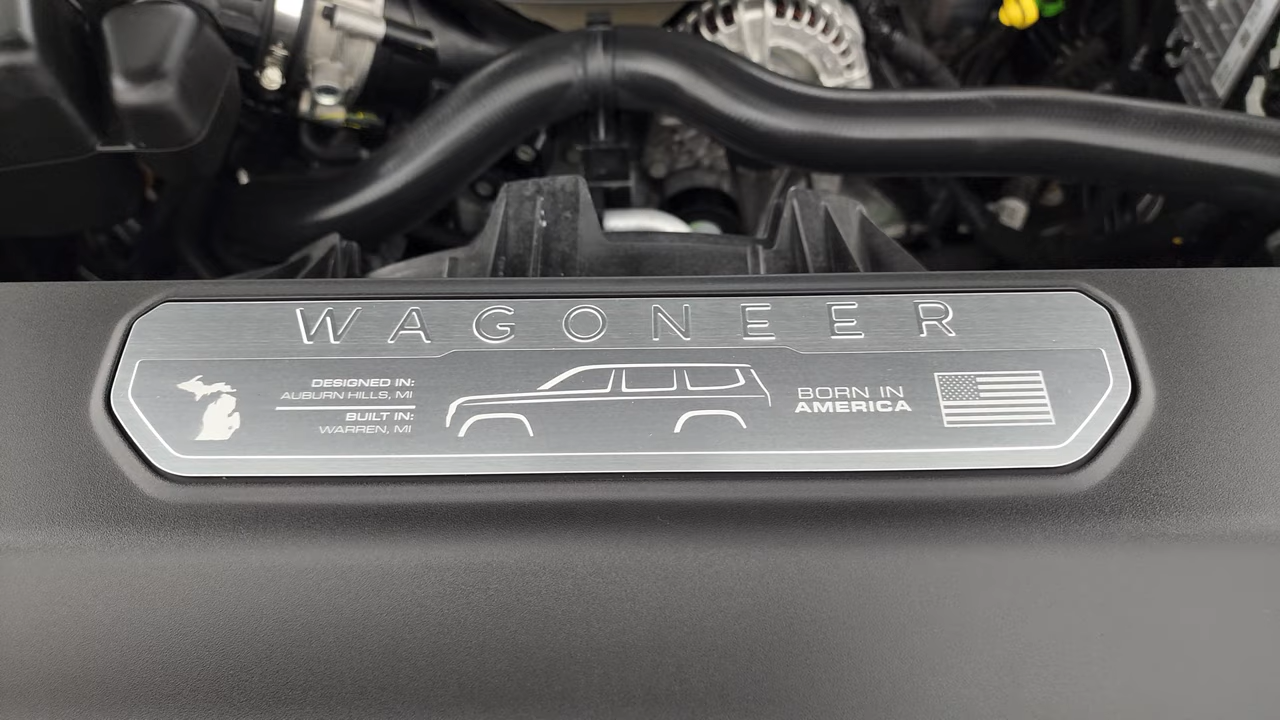 WAGONEER
DESIGNED IN:
AUBURN HILLS, MI
BUILT IN:
WARREN, MI
BORN IN
AMERICA